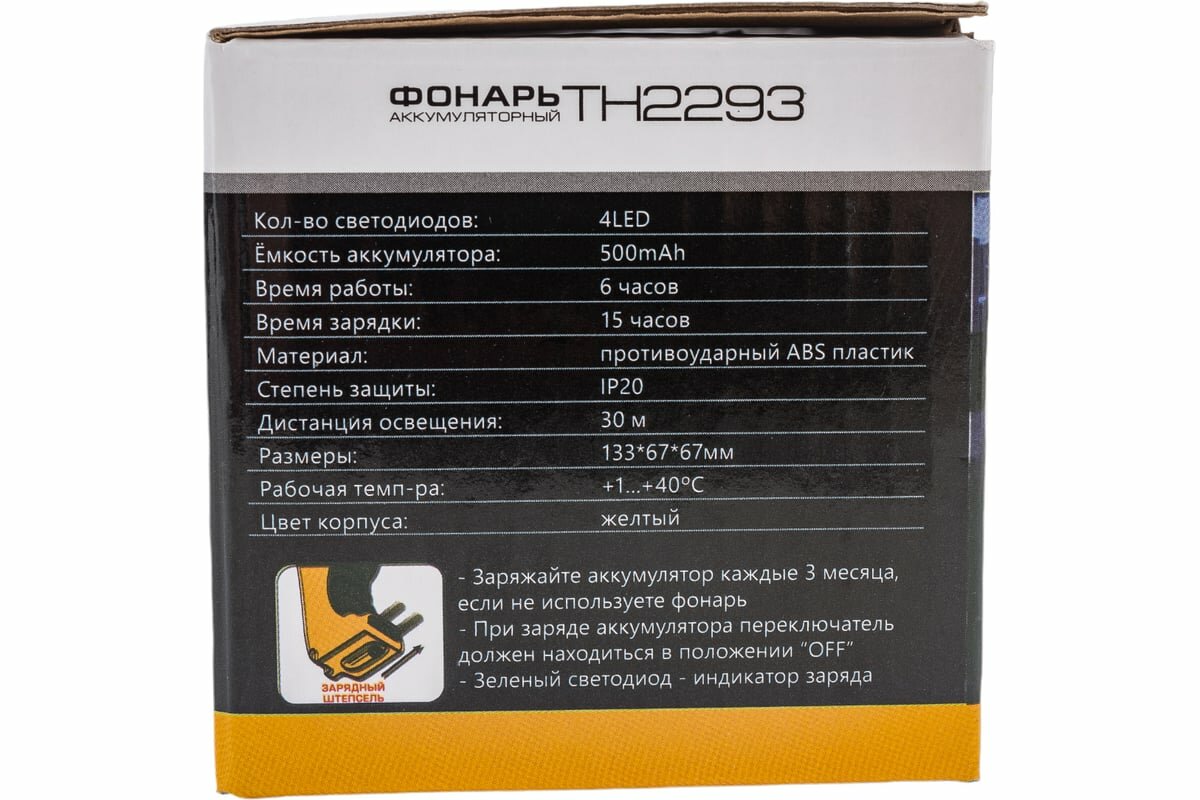 ФОНАРЬ
АККУМУЛЯТОРНЫЙ
TH2293
Кол-во светодиодов: 4LED
Ёмкость аккумулятора: 500mAh
Время работы: 6 часов
Время зарядки: 15 часов
Материал: противоударный ABS пластик
Степень защиты: IP20
Дистанция освещения: 30 м
Размеры: 133*67*67мм
Рабочая темп-ра: +1...+40°C
Цвет корпуса: желтый
- Заряжайте аккумулятор каждые 3 месяца,
если не используете фонарь
- При заряде аккумулятора переключатель
должен находиться в положении "OFF"
- Зеленый светодиод - индикатор заряда
ЗАРЯДНЫЙ
ШТЕПСЕЛЬ